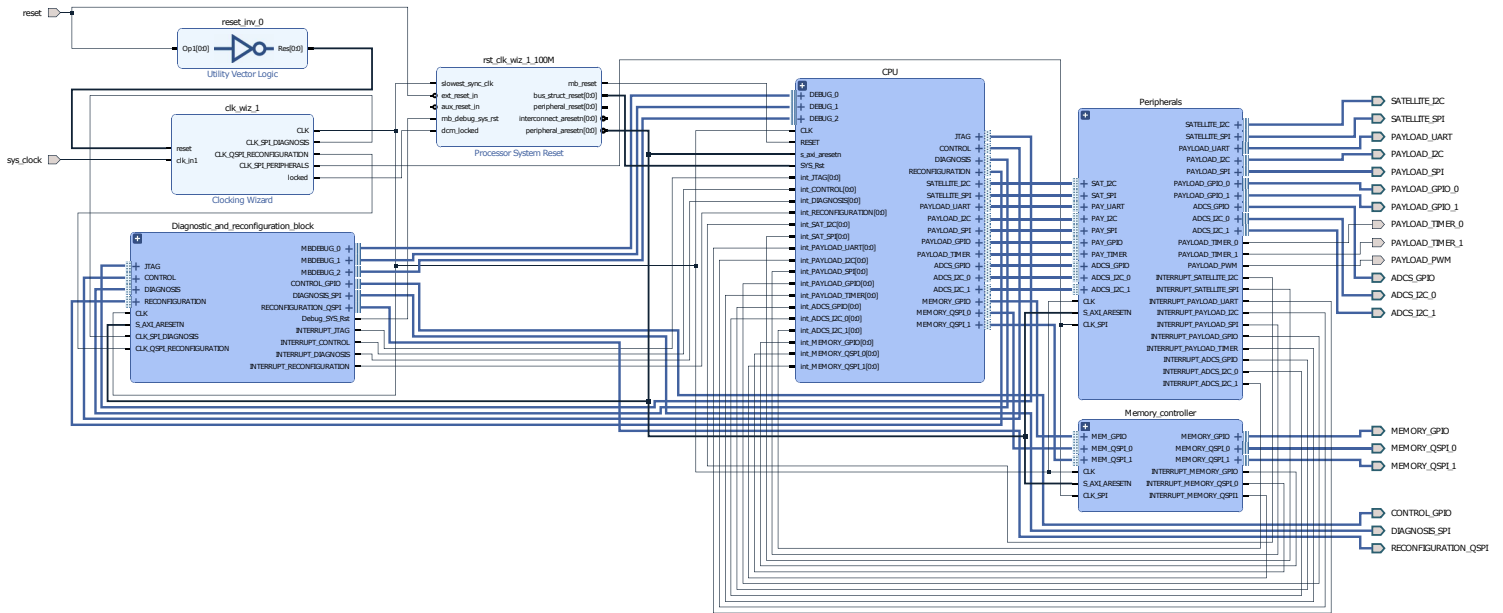 reset
sys_clock
reset_inv_0
Op1[0:0]
Res[0:0]
Utility Vector Logic
clk_wiz_1
reset
clk_in1
CLK
CLK_SPI_DIAGNOSIS
CLK_QSPI_RECONFIGURATION
CLK_SPI_PERIPHERALS
locked
Clocking Wizard
rst_clk_wiz_1_100M
slowest_sync_clk
ext_reset_in
aux_reset_in
mb_debug_sys_rst
dcm_locked
mb_reset
bus_struct_reset[0:0]
peripheral_reset[0:0]
interconnect_aresetn[0:0]
peripheral_aresetn[0:0]
Processor System Reset
Diagnostic_and_reconfiguration_block
JTAG
CONTROL
DIAGNOSIS
RECONFIGURATION
CLK
S_AXI_ARESETN
CLK_SPI_DIAGNOSIS
CLK_QSPI_RECONFIGURATION
MBDEBUG_0
MBDEBUG_1
MBDEBUG_2
CONTROL_GPIO
DIAGNOSIS_SPI
RECONFIGURATION_QSPI
Debug_SYS_Rst
INTERRUPT_JTAG
INTERRUPT_CONTROL
INTERRUPT_DIAGNOSIS
INTERRUPT_RECONFIGURATION
CPU
DEBUG_0
DEBUG_1
DEBUG_2
CLK
RESET
s_axi_aresetn
SYS_Rst
int_JTAG[0:0]
int_CONTROL[0:0]
int_DIAGNOSIS[0:0]
int_RECONFIGURATION[0:0]
int_SAT_I2C[0:0]
int_SAT_SPI[0:0]
int_PAYLOAD_UART[0:0]
int_PAYLOAD_I2C[0:0]
int_PAYLOAD_SPI[0:0]
int_PAYLOAD_GPIO[0:0]
int_PAYLOAD_TIMER[0:0]
int_ADCS_GPIO[0:0]
int_ADCS_I2C_0[0:0]
int_ADCS_I2C_1[0:0]
int_MEMORY_GPIO[0:0]
int_MEMORY_QSPI_0[0:0]
int_MEMORY_QSPI_1[0:0]
JTAG
CONTROL
DIAGNOSIS
RECONFIGURATION
SATELLITE_I2C
SATELLITE_SPI
PAYLOAD_UART
PAYLOAD_I2C
PAYLOAD_SPI
PAYLOAD_GPIO
PAYLOAD_TIMER
ADCS_GPIO
ADCS_I2C_0
ADCS_I2C_1
MEMORY_GPIO
MEMORY_QSPI_0
MEMORY_QSPI_1
Peripherals
SAT_I2C
SAT_SPI
PAY_UART
PAY_I2C
PAY_SPI
PAY_GPIO
PAY_TIMER
ADCS_GPIO
ADCS_I2C_0
ADCS_I2C_1
CLK
S_AXI_ARESETN
CLK_SPI
SATELLITE_I2C
SATELLITE_SPI
PAYLOAD_UART
PAYLOAD_I2C
PAYLOAD_SPI
PAYLOAD_GPIO_0
PAYLOAD_GPIO_1
ADCS_GPIO
ADCS_I2C_0
ADCS_I2C_1
PAYLOAD_TIMER_0
PAYLOAD_TIMER_1
PAYLOAD_PWM
INTERRUPT_SATELLITE_I2C
INTERRUPT_SATELLITE_SPI
INTERRUPT_PAYLOAD_UART
INTERRUPT_PAYLOAD_I2C
INTERRUPT_PAYLOAD_SPI
INTERRUPT_PAYLOAD_GPIO
INTERRUPT_PAYLOAD_TIMER
INTERRUPT_ADCS_GPIO
INTERRUPT_ADCS_I2C_0
INTERRUPT_ADCS_I2C_1
Memory_controller
MEM_GPIO
MEM_QSPI_0
MEM_QSPI_1
CLK
S_AXI_ARESETN
CLK_SPI
MEMORY_GPIO
MEMORY_QSPI_0
MEMORY_QSPI_1
INTERRUPT_MEMORY_GPIO
INTERRUPT_MEMORY_QSPI_0
INTERRUPT_MEMORY_QSPI1
SATELLITE_I2C
SATELLITE_SPI
PAYLOAD_UART
PAYLOAD_I2C
PAYLOAD_SPI
PAYLOAD_GPIO_0
PAYLOAD_GPIO_1
PAYLOAD_TIMER_0
PAYLOAD_TIMER_1
PAYLOAD_PWM
ADCS_GPIO
ADCS_I2C_0
ADCS_I2C_1
MEMORY_GPIO
MEMORY_QSPI_0
MEMORY_QSPI_1
CONTROL_GPIO
DIAGNOSIS_SPI
RECONFIGURATION_QSPI